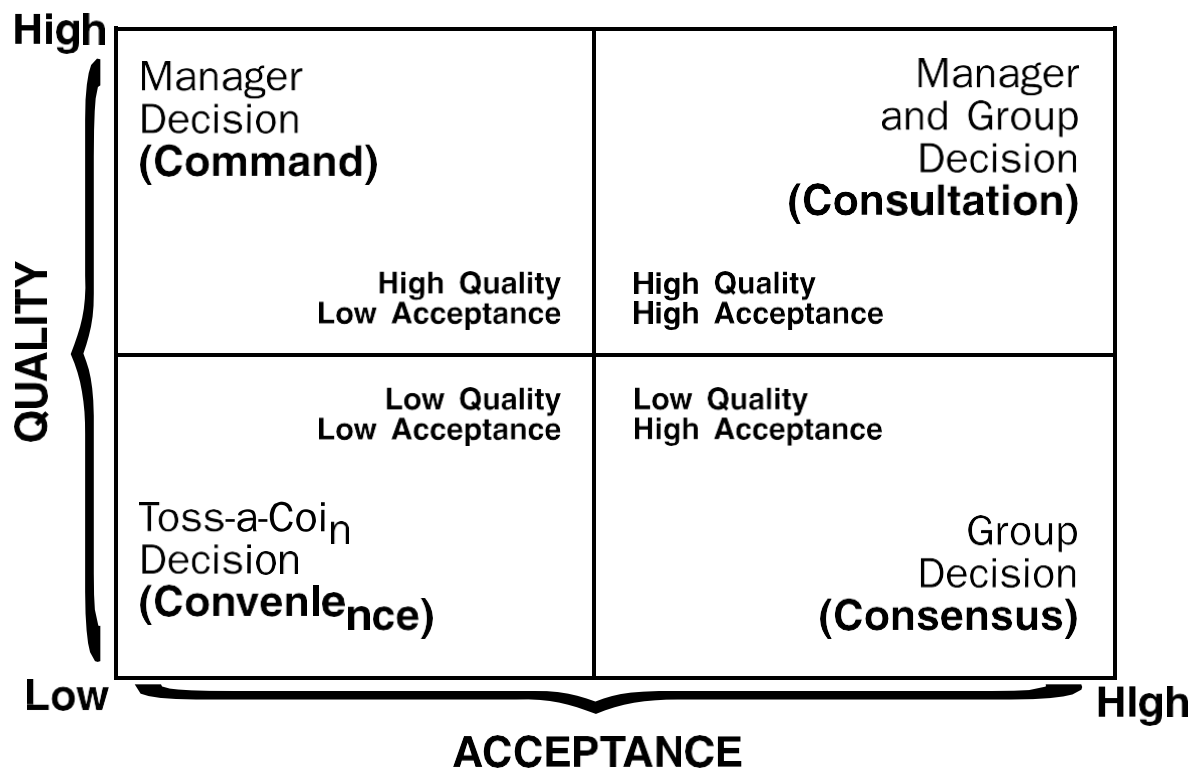 High
Manager
Decision
(Command)
High Quality
Low Acceptance
Manager
and Group
Decision
(Consultation)
High Quality
High Acceptance
QUALITY
Low Quality
Low Acceptance
Toss-a-Coin
Decision
(Convenlence)
Low Quality
High Acceptance
Group
Decision
(Consensus)
Low
HIgh
ACCEPTANCE